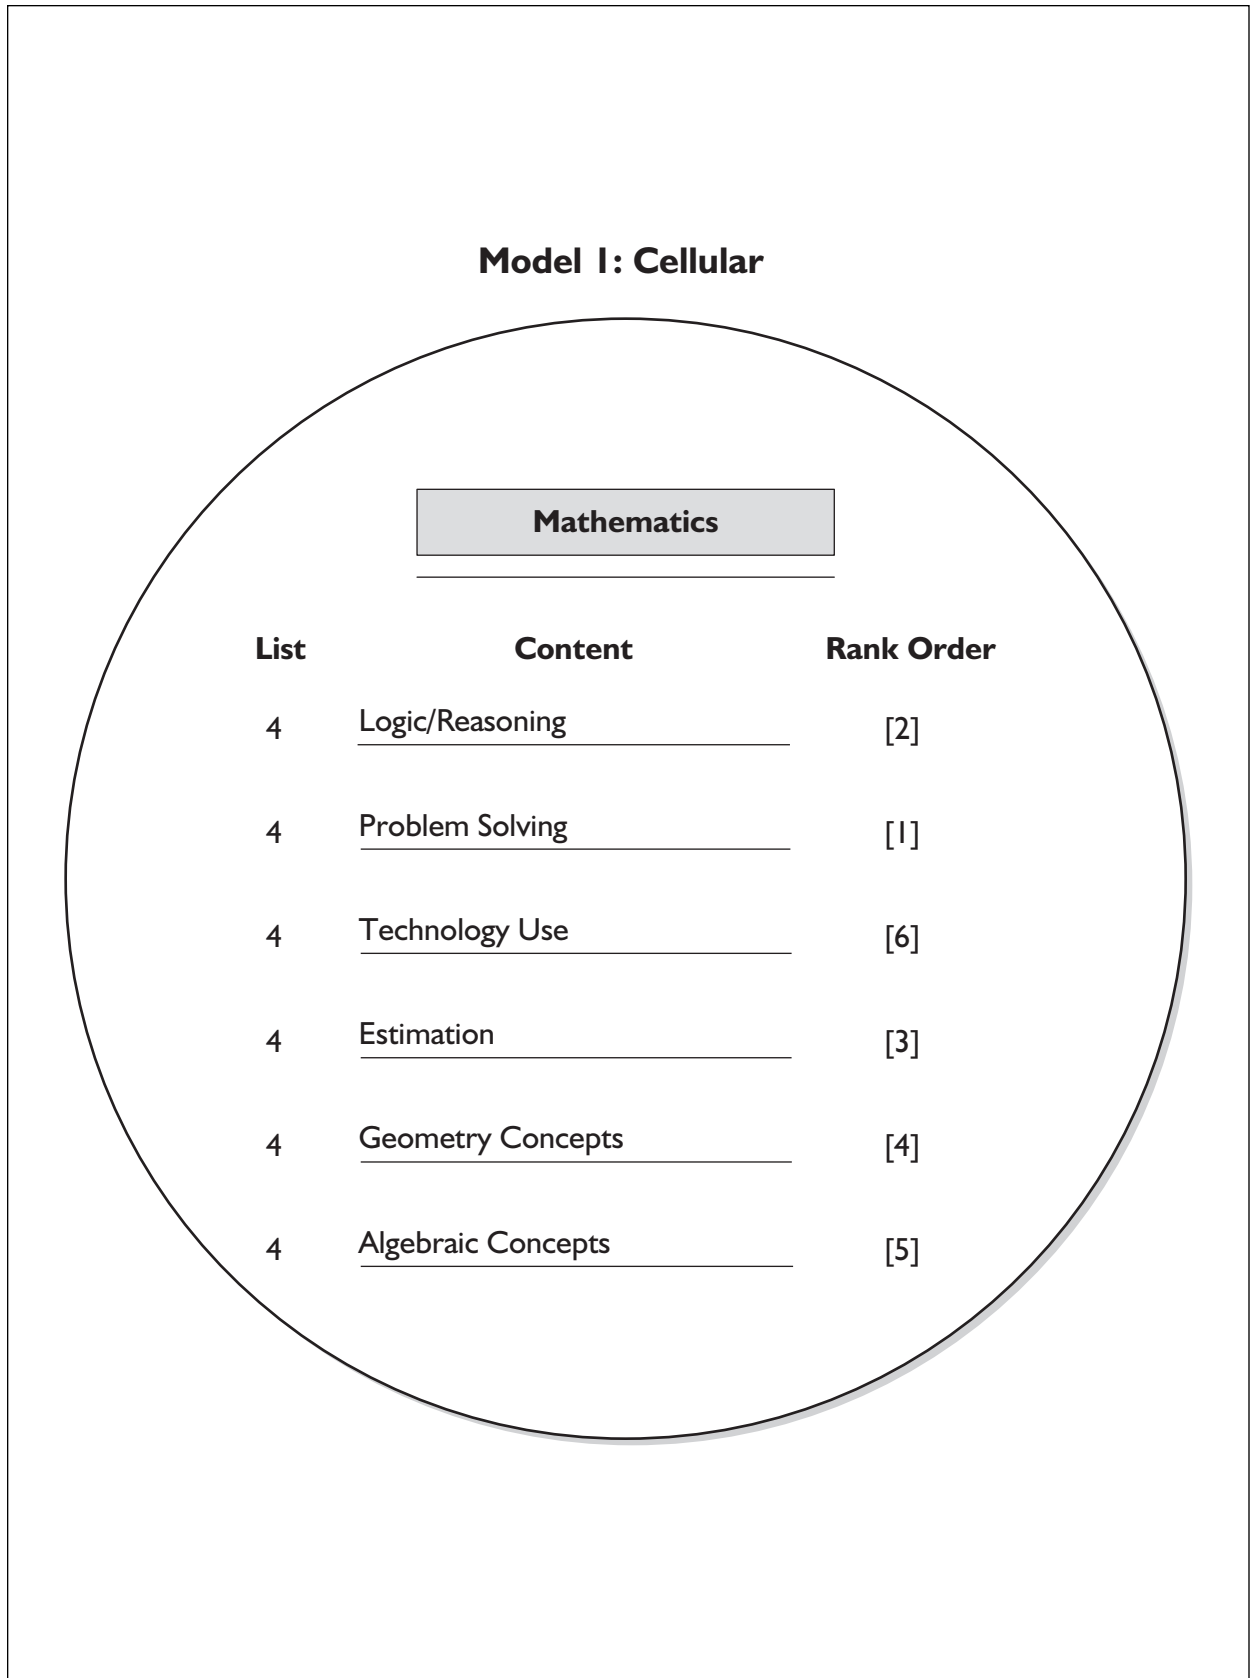 Model 1: Cellular
Mathematics
List Content Rank Order
4 Logic/Reasoning [2]
4 Problem Solving [1]
4 Technology Use [6]
4 Estimation [3]
4 Geometry Concepts [4]
4 Algebraic Concepts [5]